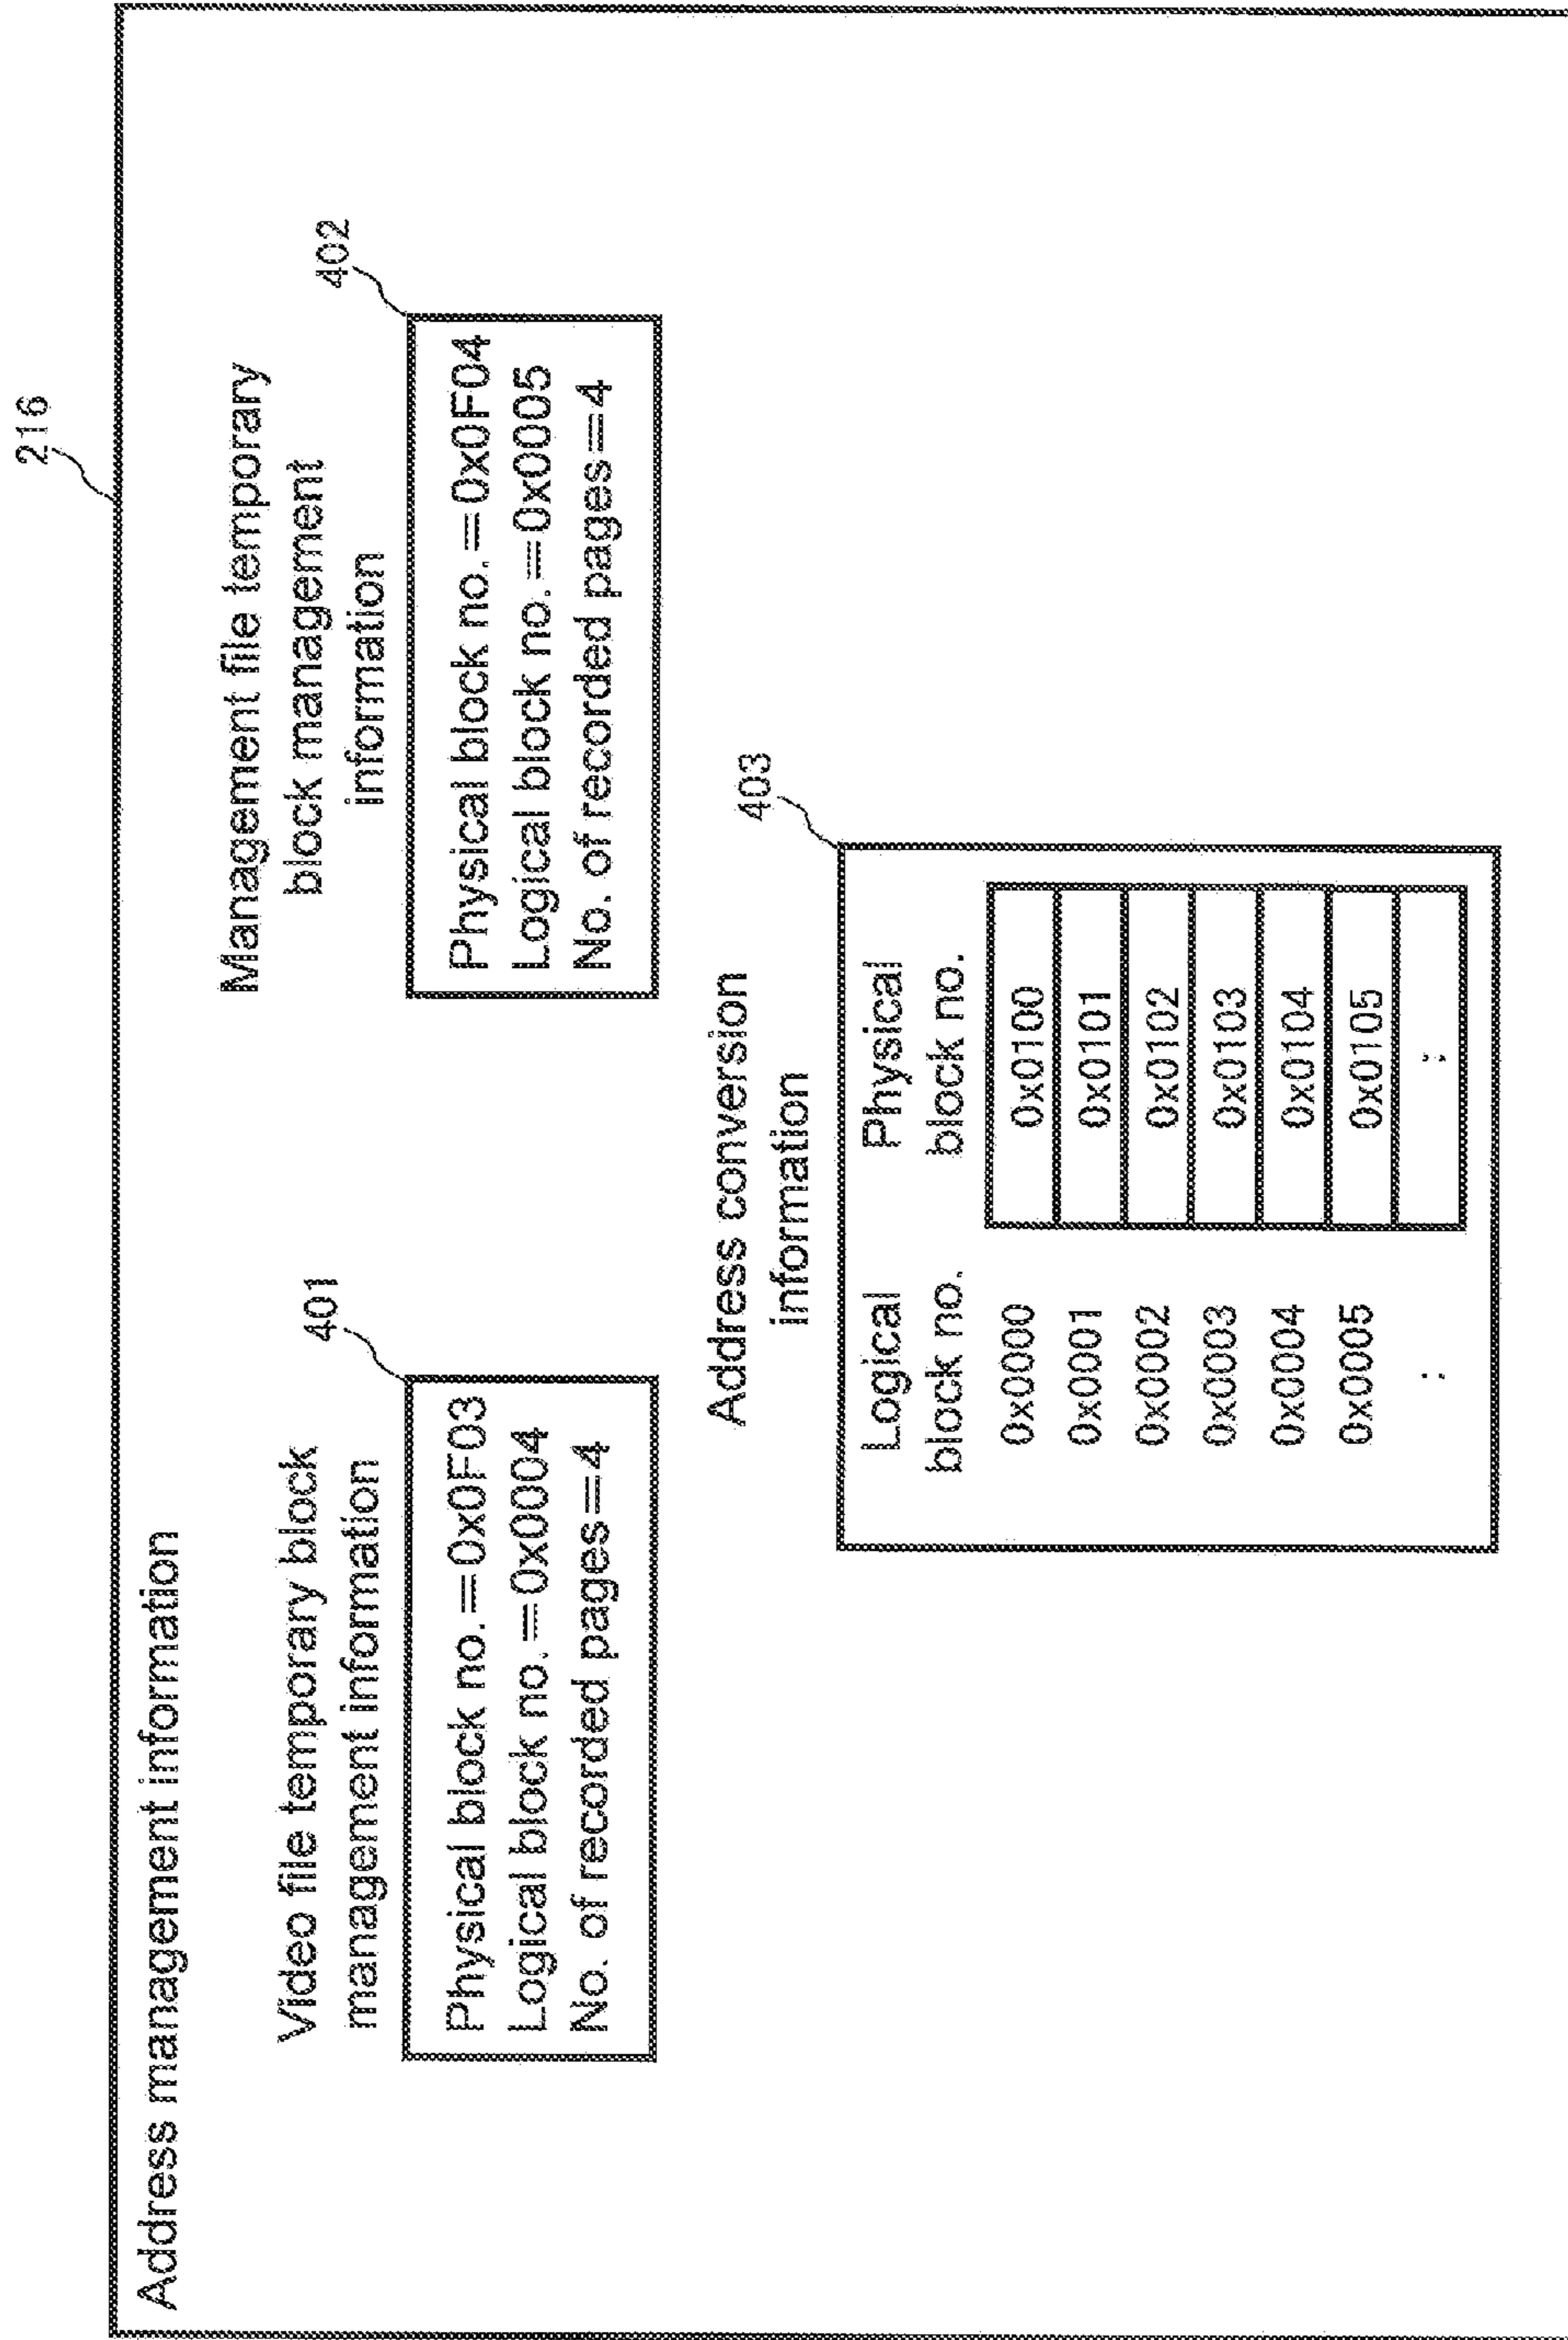 216
Address management information
Video file temporary block
management information
401
Physical block no.=0x0F03
Logical block no.=0x0004
No. of recorded pages=4
Management file temporary
block management
information
402
Physical block no.=0x0F04
Logical block no.=0x0005
No. of recorded pages=4
Address conversion
information
403
Logical Physical
block no. block no.
0x0000 0x0100
0x0001 0x0101
0x0002 0x0102
0x0003 0x0103
0x0004 0x0104
0x0005 0x0105
: :